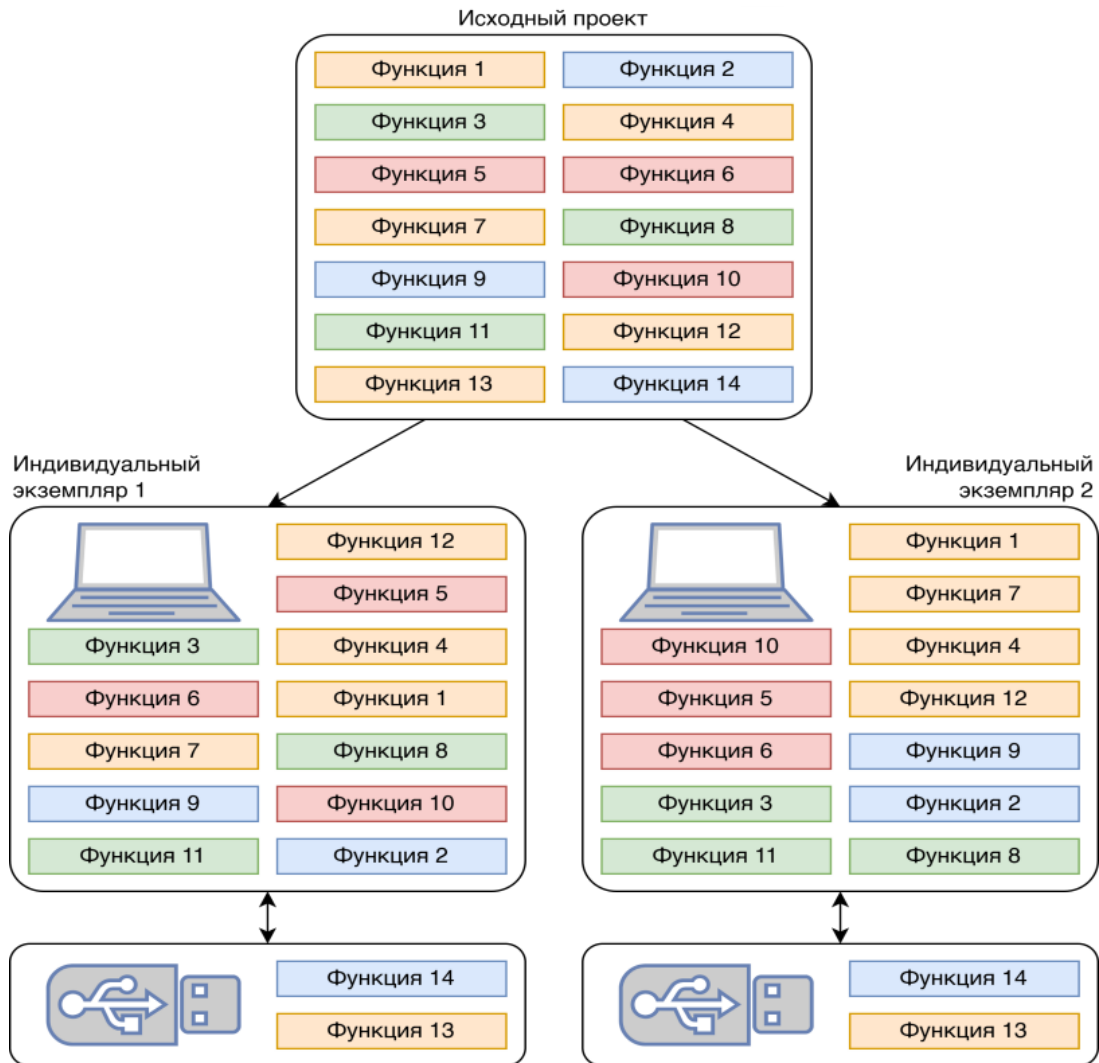 Исходный проект
Функция 1
Функция 2
Функция 3
Функция 4
Функция 5
Функция 6
Функция 7
Функция 8
Функция 9
Функция 10
Функция 11
Функция 12
Функция 13
Функция 14
Индивидуальный
экземпляр 1
Функция 12
Функция 5
Функция 3
Функция 4
Функция 6
Функция 1
Функция 7
Функция 8
Функция 9
Функция 10
Функция 11
Функция 2
Функция 14
Функция 13
Индивидуальный
экземпляр 2
Функция 1
Функция 7
Функция 10
Функция 4
Функция 5
Функция 12
Функция 6
Функция 9
Функция 3
Функция 2
Функция 11
Функция 8
Функция 14
Функция 13